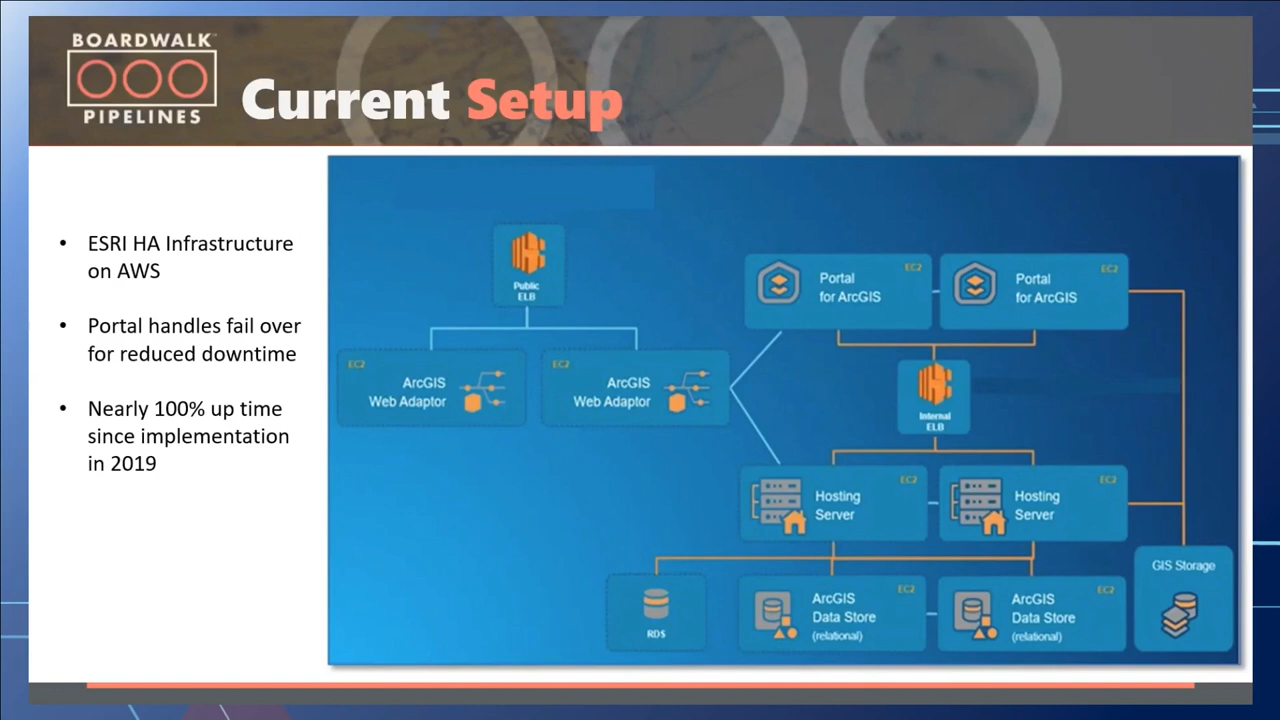 BOARDWALK
PIPELINES
Current Setup
ESRI HA Infrastructure
on AWS
Portal handles fail over
for reduced downtime
Nearly 100% up time
since implementation
in 2019
Public
ELB
EC2
ArcGIS
Web Adaptor
EC2
ArcGIS
Web Adaptor
EC2
Portal
for ArcGIS
EC2
Portal
for ArcGIS
Internal
ELB
EC2
Hosting
Server
EC2
Hosting
Server
RDS
EC2
ArcGIS
Data Store
(relational)
EC2
ArcGIS
Data Store
(relational)
GIS Storage